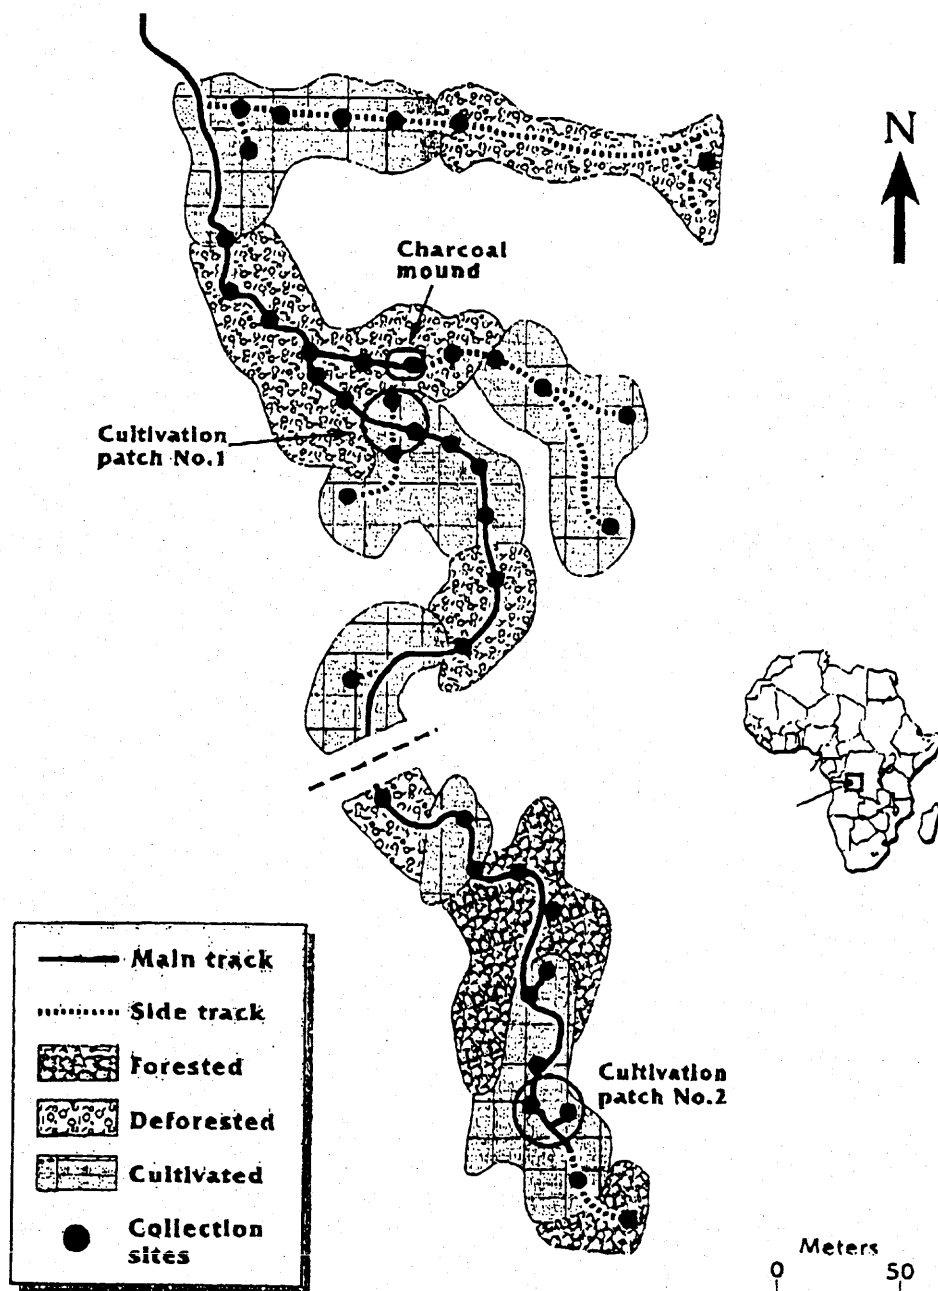 N
Charcoal
mound
Cultivation
patch No.1
Main track
Side track
Forested
Deforested
Cultivated
Collection
sites
Cultivation
patch No.2
Meters
0 50